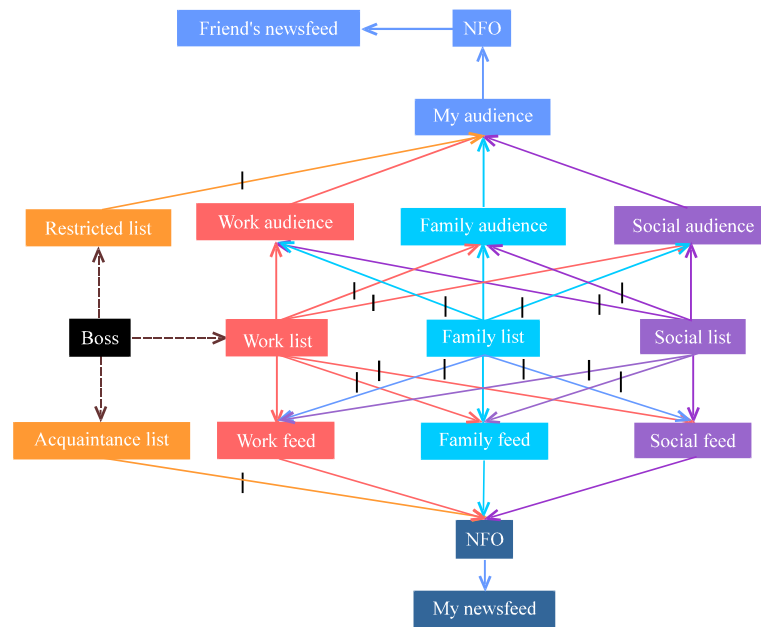 Friend's newsfeed
NFO
My audience
Restricted list
Work audience
Family audience
Social audience
Boss
Work list
Family list
Social list
Acquaintance list
Work feed
Family feed
Social feed
NFO
My newsfeed